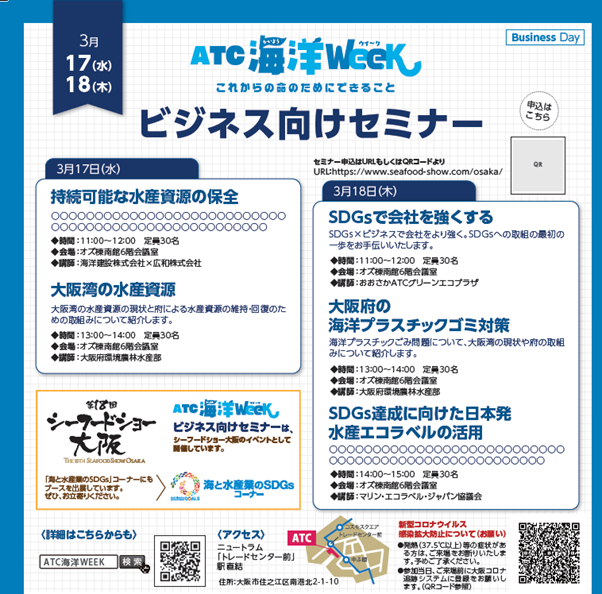 3月
17(水)
18(木)
Business Day
かいよう ウイーク
ATC海洋WeeK
これからの命のためにできること
申込は
こちら
ビジネス向けセミナー
セミナー申込はURLもしくはQRコードより
URL:https://www.seafood-show.com/osaka/
QR
3月17日(水)
持続可能な水産資源の保全
〇〇〇〇〇〇〇〇〇〇〇〇〇〇〇〇〇〇〇〇〇〇〇〇〇〇
〇〇〇〇〇〇〇〇〇〇〇〇〇〇〇〇〇〇〇〇〇〇〇〇
◆時間：11:00～12:00 定員30名
◆会場：オズ棟南館6階会議室
◆講師：海洋建設株式会社×広和株式会社
大阪湾の水産資源
大阪湾の水産資源の現状と府による水産資源の維持・回復のた
めの取組みについて紹介します。
◆時間：13:00～14:00 定員30名
◆会場：オズ棟南館6階会議室
◆講師：大阪府環境農林水産部
3月18日(木)
SDGsで会社を強くする
SDGs×ビジネスで会社をより強く。SDGsへの取組の最初の
一歩をお手伝いいたします。
◆時間：11:00～12:00 定員30名
◆会場：オズ棟南館6階会議室
◆講師：おおさかATCグリーンエコプラザ
大阪府の
海洋プラスチックゴミ対策
海洋プラスチックごみ問題について、大阪湾の現状や府の取組
みについて紹介します。
◆時間：13:00～14:00 定員30名
◆会場：オズ棟南館6階会議室
◆講師：大阪府環境農林水産部
SDGs達成に向けた日本発
水産エコラベルの活用
〇〇〇〇〇〇〇〇〇〇〇〇〇〇〇〇〇〇〇〇〇〇〇〇〇〇
〇〇〇〇〇〇〇〇〇〇〇〇〇〇〇〇〇〇〇〇〇〇〇〇
◆時間：14:00～15:00 定員30名
◆会場：オズ棟南館6階会議室
◆講師：マリン・エコラベル・ジャパン協議会
第18回
シーフードショー
大阪
THE 18TH SEAFOOD SHOW OSAKA
ATC海洋WeeK
ビジネス向けセミナーは、
シーフードショー大阪のイベントとして
開催しています。
「海と水産業のSDGs」コーナーにも
ブースを出展しています。
ぜひ、お立寄りください。
海と水産業のSDGs
コーナー
〈詳細はこちらからも〉
ATC海洋WEEK 検索
〈アクセス〉
ニュートラム
「トレードセンター前」
駅直結
住所：大阪市住之江区南港北2-1-10
ATC
コスモスクエア
トレードセンター前
中ふ頭
新型コロナウイルス
感染拡大防止について(お願い)
●発熱(37.5℃以上)等の症状があ
る方は、ご来場をお断りいたしま
す。予めご了承ください。
●参加当日、ご来場前に大阪コロナ
追跡システムに登録をお願いしま
す。(QRコード参照)